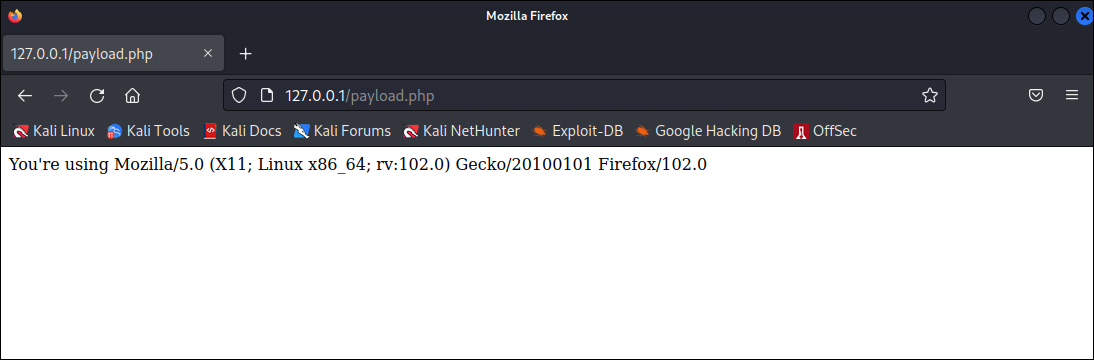 Mozilla Firefox
127.0.0.1/payload.php
127.0.0.1/payload.php
Kali Linux Kali Tools Kali Docs Kali Forums Kali NetHunter Exploit-DB Google Hacking DB OffSec
You're using Mozilla/5.0 (X11; Linux x86_64; rv:102.0) Gecko/20100101 Firefox/102.0